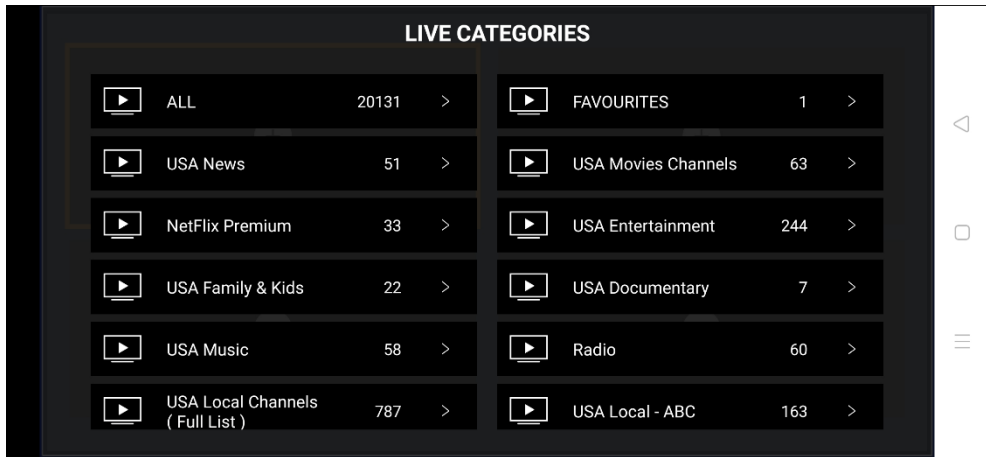 LIVE CATEGORIES
ALL 20131 >
FAVOURITES 1 >
USA News 51 >
USA Movies Channels 63 >
NetFlix Premium 33 >
USA Entertainment 244 >
USA Family & Kids 22 >
USA Documentary 7 >
USA Music 58 >
Radio 60 >
USA Local Channels
( Full List ) 787 >
USA Local - ABC 163 >